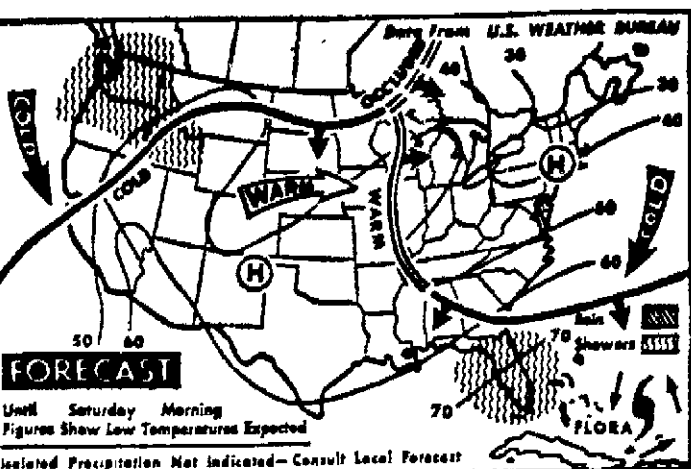 Data From U.S. WEATHER BUREAU
30
40
30
OCCLUDED
40
COLD
COLD
H
WARM
WARM
COLD
50
H
60
50 60
Rain
70
Showers
FORECAST
70
FLORA
Until Saturday Morning
Figures Show Low Temperatures Expected
Isolated Precipitation Not Indicated— Consult Local Forecast